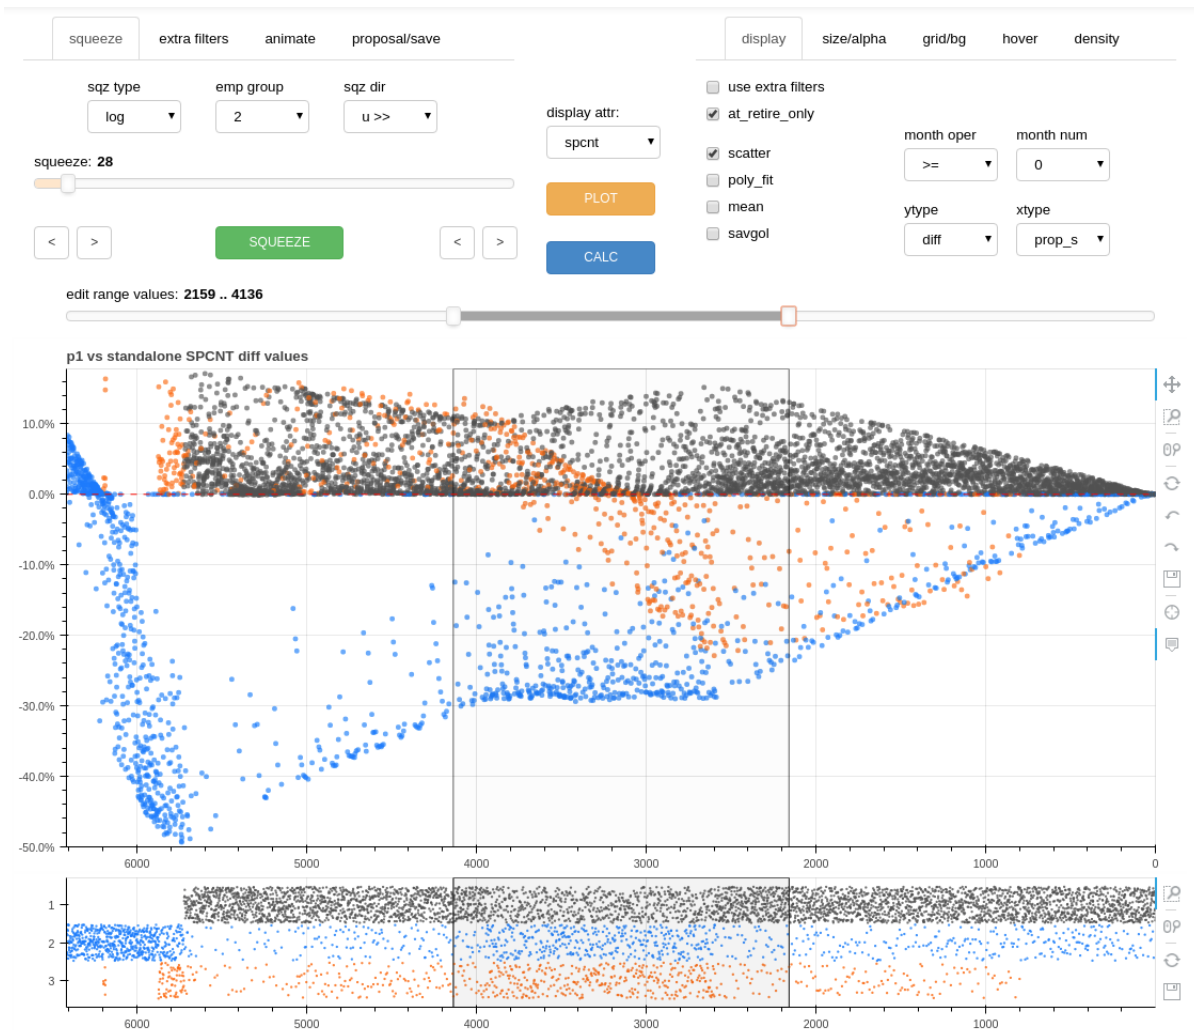 squeeze extra filters animate proposal/save
display size/alpha grid/bg hover density
sqz type emp group sqz dir
log 2 u >>
squeeze: 28
< > SQUEEZE < >
display attr:
spcnt
PLOT
CALC
use extra filters
at_retire_only
scatter
poly_fit
mean
savgol
month oper month num
>= 0
ytype xtype
diff prop_s
edit range values: 2159 .. 4136
p1 vs standalone SPCNT diff values
10.0%
0.0%
-10.0%
-20.0%
-30.0%
-40.0%
-50.0%
6000 5000 4000 3000 2000 1000 0
1
2
3
6000 5000 4000 3000 2000 1000 0